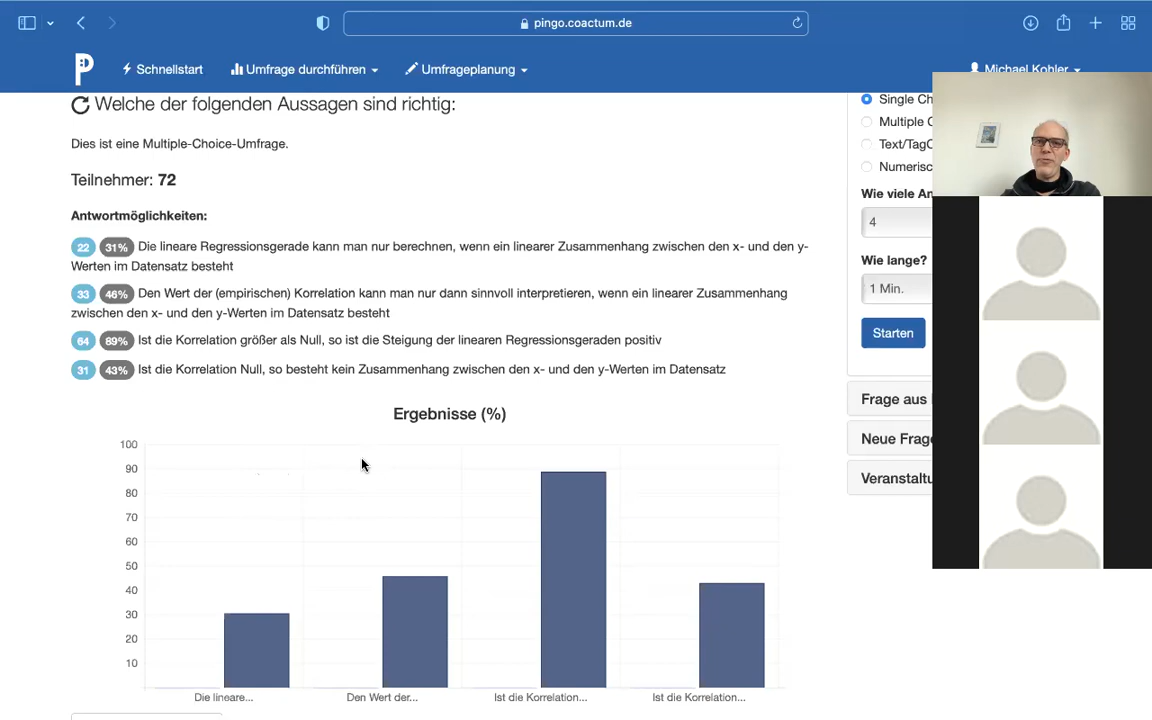 pingo.coactum.de
P
Schnellstart
Umfrage durchführen
Umfrageplanung
Michael Kohler
Welche der folgenden Aussagen sind richtig:
Dies ist eine Multiple-Choice-Umfrage.
Teilnehmer: 72
Antwortmöglichkeiten:
22 31% Die lineare Regressionsgerade kann man nur berechnen, wenn ein linearer Zusammenhang zwischen den x- und den y-
Werten im Datensatz besteht
33 46% Den Wert der (empirischen) Korrelation kann man nur dann sinnvoll interpretieren, wenn ein linearer Zusammenhang
zwischen den x- und den y-Werten im Datensatz besteht
64 89% Ist die Korrelation größer als Null, so ist die Steigung der linearen Regressionsgeraden positiv
31 43% Ist die Korrelation Null, so besteht kein Zusammenhang zwischen den x- und den y-Werten im Datensatz
Ergebnisse (%)
100
90
80
70
60
50
40
30
20
10
Die lineare...
Den Wert der...
Ist die Korrelation...
Ist die Korrelation...
Single Ch
Multiple C
Text/TagC
Numerisc
Wie viele An
4
Wie lange?
1 Min.
Starten
Frage aus
Neue Frag
Veranstaltu